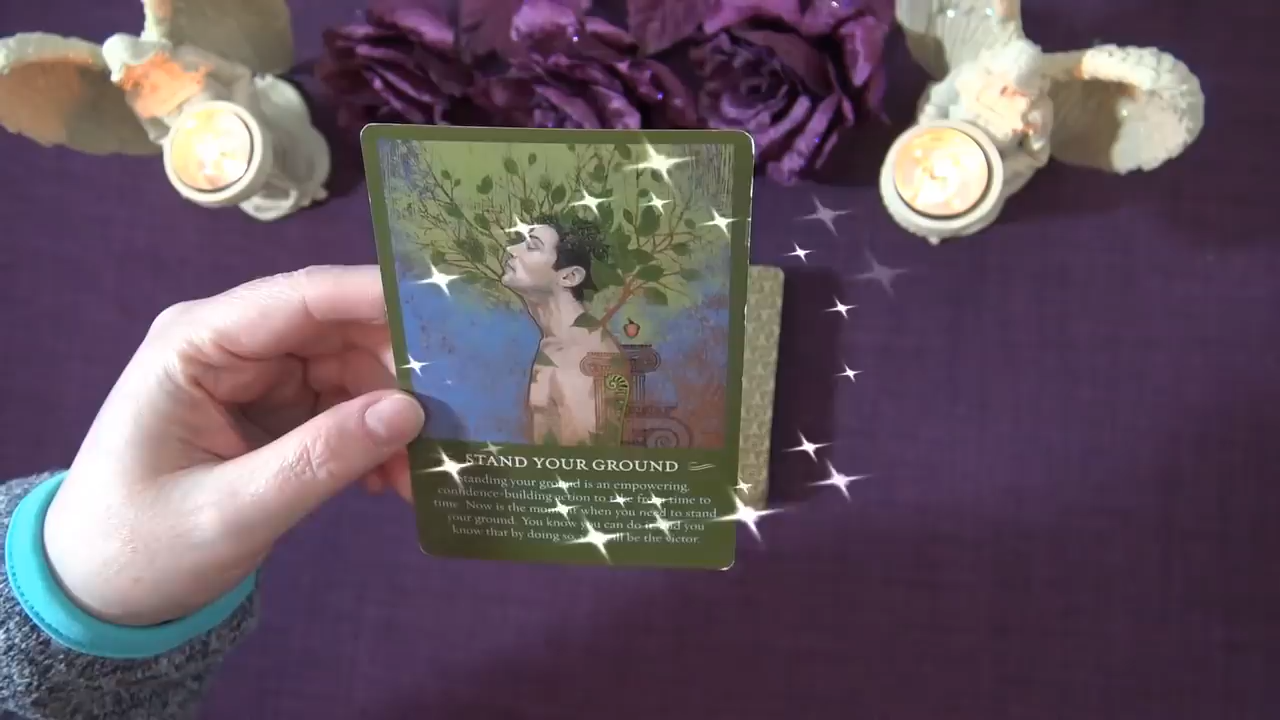 STAND YOUR GROUND
Standing your ground is an empowering,
confidence-building action to take from time to
time. Now is the moment when you need to stand
your ground. You know you can do it and you
know that by doing so, you will be the victor.